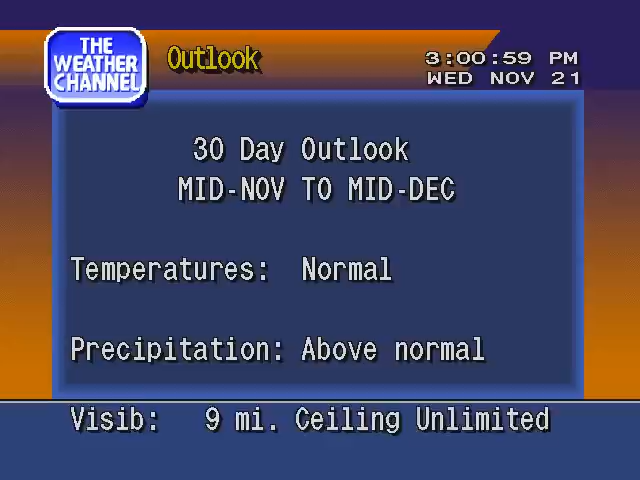 THE
WEATHER
CHANNEL
Outlook
3:00:59 PM
WED NOV 21
30 Day Outlook
MID-NOV TO MID-DEC
Temperatures: Normal
Precipitation: Above normal
Visib: 9 mi. Ceiling Unlimited